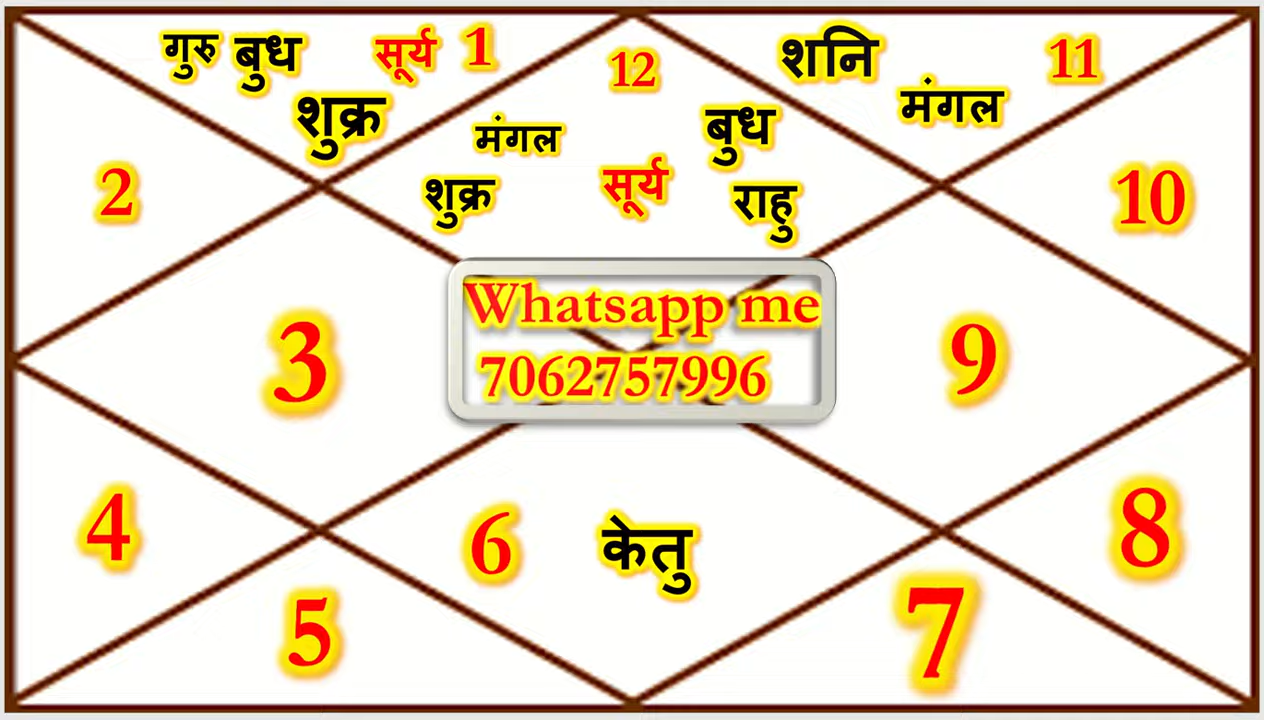 गुरु बुध सूर्य 1
शुक्र
12
मंगल बुध
शुक्र सूर्य राहु
शनि 11
मंगल
2
10
Whatsapp me
7062757996
3
9
4
8
6 केतु
5
7